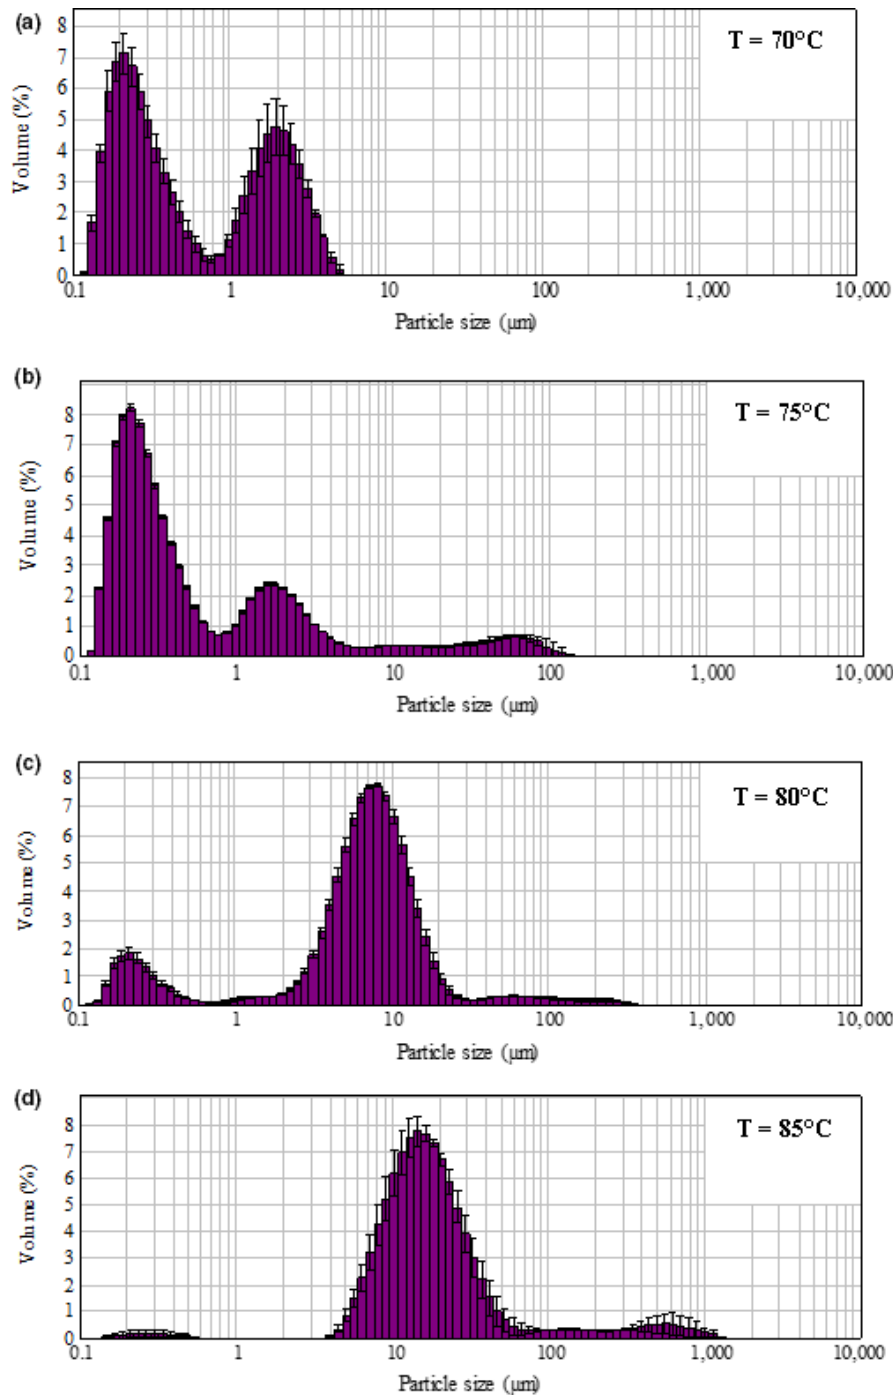 (a)
T = 70°C
8
7
6
5
4
3
2
1
0
Volume (%)
0.1 1 10 100 1,000 10,000
Particle size (µm)
(b)
T = 75°C
8
7
6
5
4
3
2
1
0
Volume (%)
0.1 1 10 100 1,000 10,000
Particle size (µm)
(c)
T = 80°C
8
7
6
5
4
3
2
1
0
Volume (%)
0.1 1 10 100 1,000 10,000
Particle size (µm)
(d)
T = 85°C
8
7
6
5
4
3
2
1
0
Volume (%)
0.1 1 10 100 1,000 10,000
Particle size (µm)